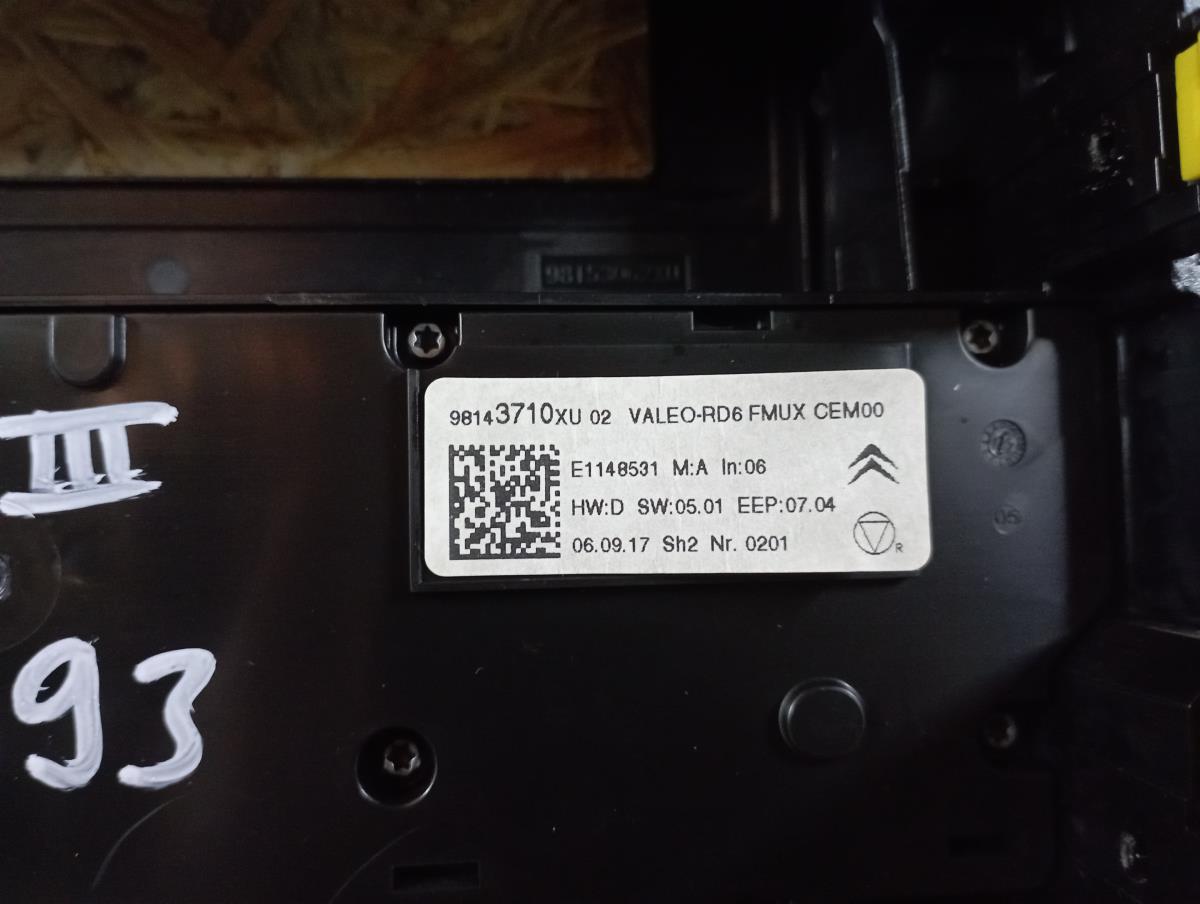 98143710XU 02 VALEO-RD6 FMUX CEM00
E1148531 M:A In:06
HW:D SW:05.01 EEP:07.04
06.09.17 Sh2 Nr. 0201
R
III
93